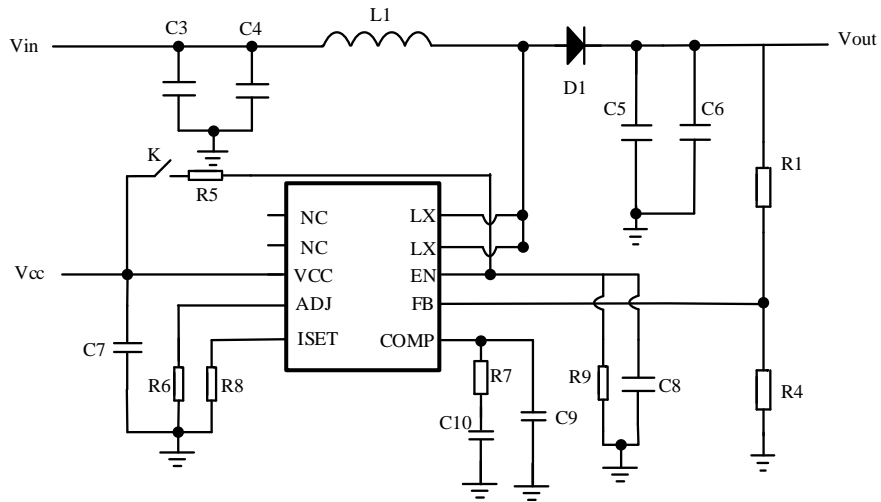 L1
C3
C4
Vin
Vout
D1
C5
C6
K
R5
R1
NC
LX
NC
LX
Vcc
VCC
EN
ADJ
FB
ISET
COMP
C7
R6
R8
R7
R9
C8
R4
C10
C9